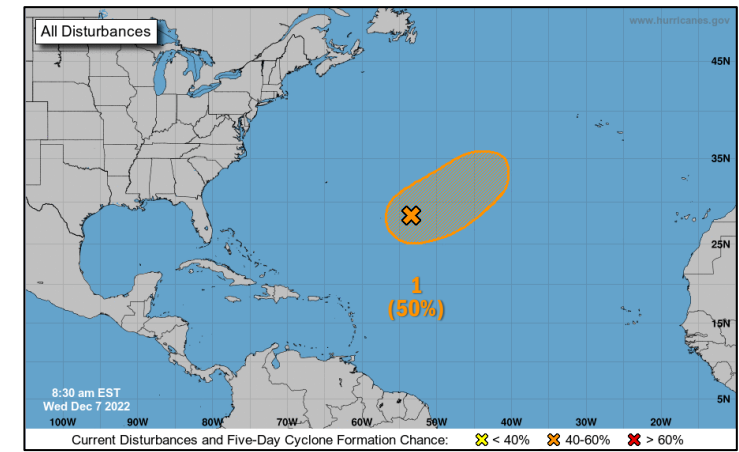 All Disturbances
www.hurricanes.gov
45N
35N
25N
1
(50%)
15N
8:30 am EST
Wed Dec 7 2022
5N
100W 90W 80W 70W 60W 50W 40W 30W 20W
Current Disturbances and Five-Day Cyclone Formation Chance: < 40% 40-60% > 60%